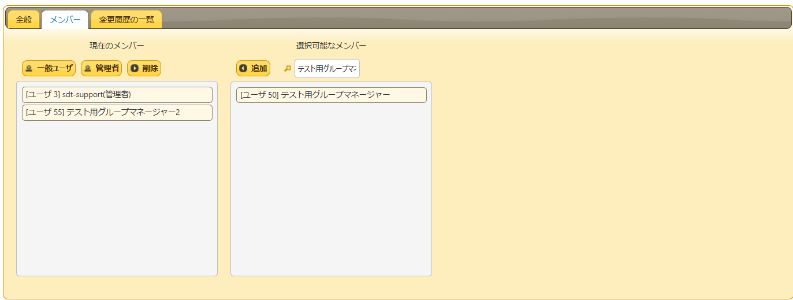 全般 メンバー 変更履歴の一覧
現在のメンバー
一般ユーザ 管理者 削除
[ユーザ 3] sdt-support(管理者)
[ユーザ 55] テスト用グループマネージャー2
選択可能なメンバー
追加 テスト用グループマネ
[ユーザ 50] テスト用グループマネージャー